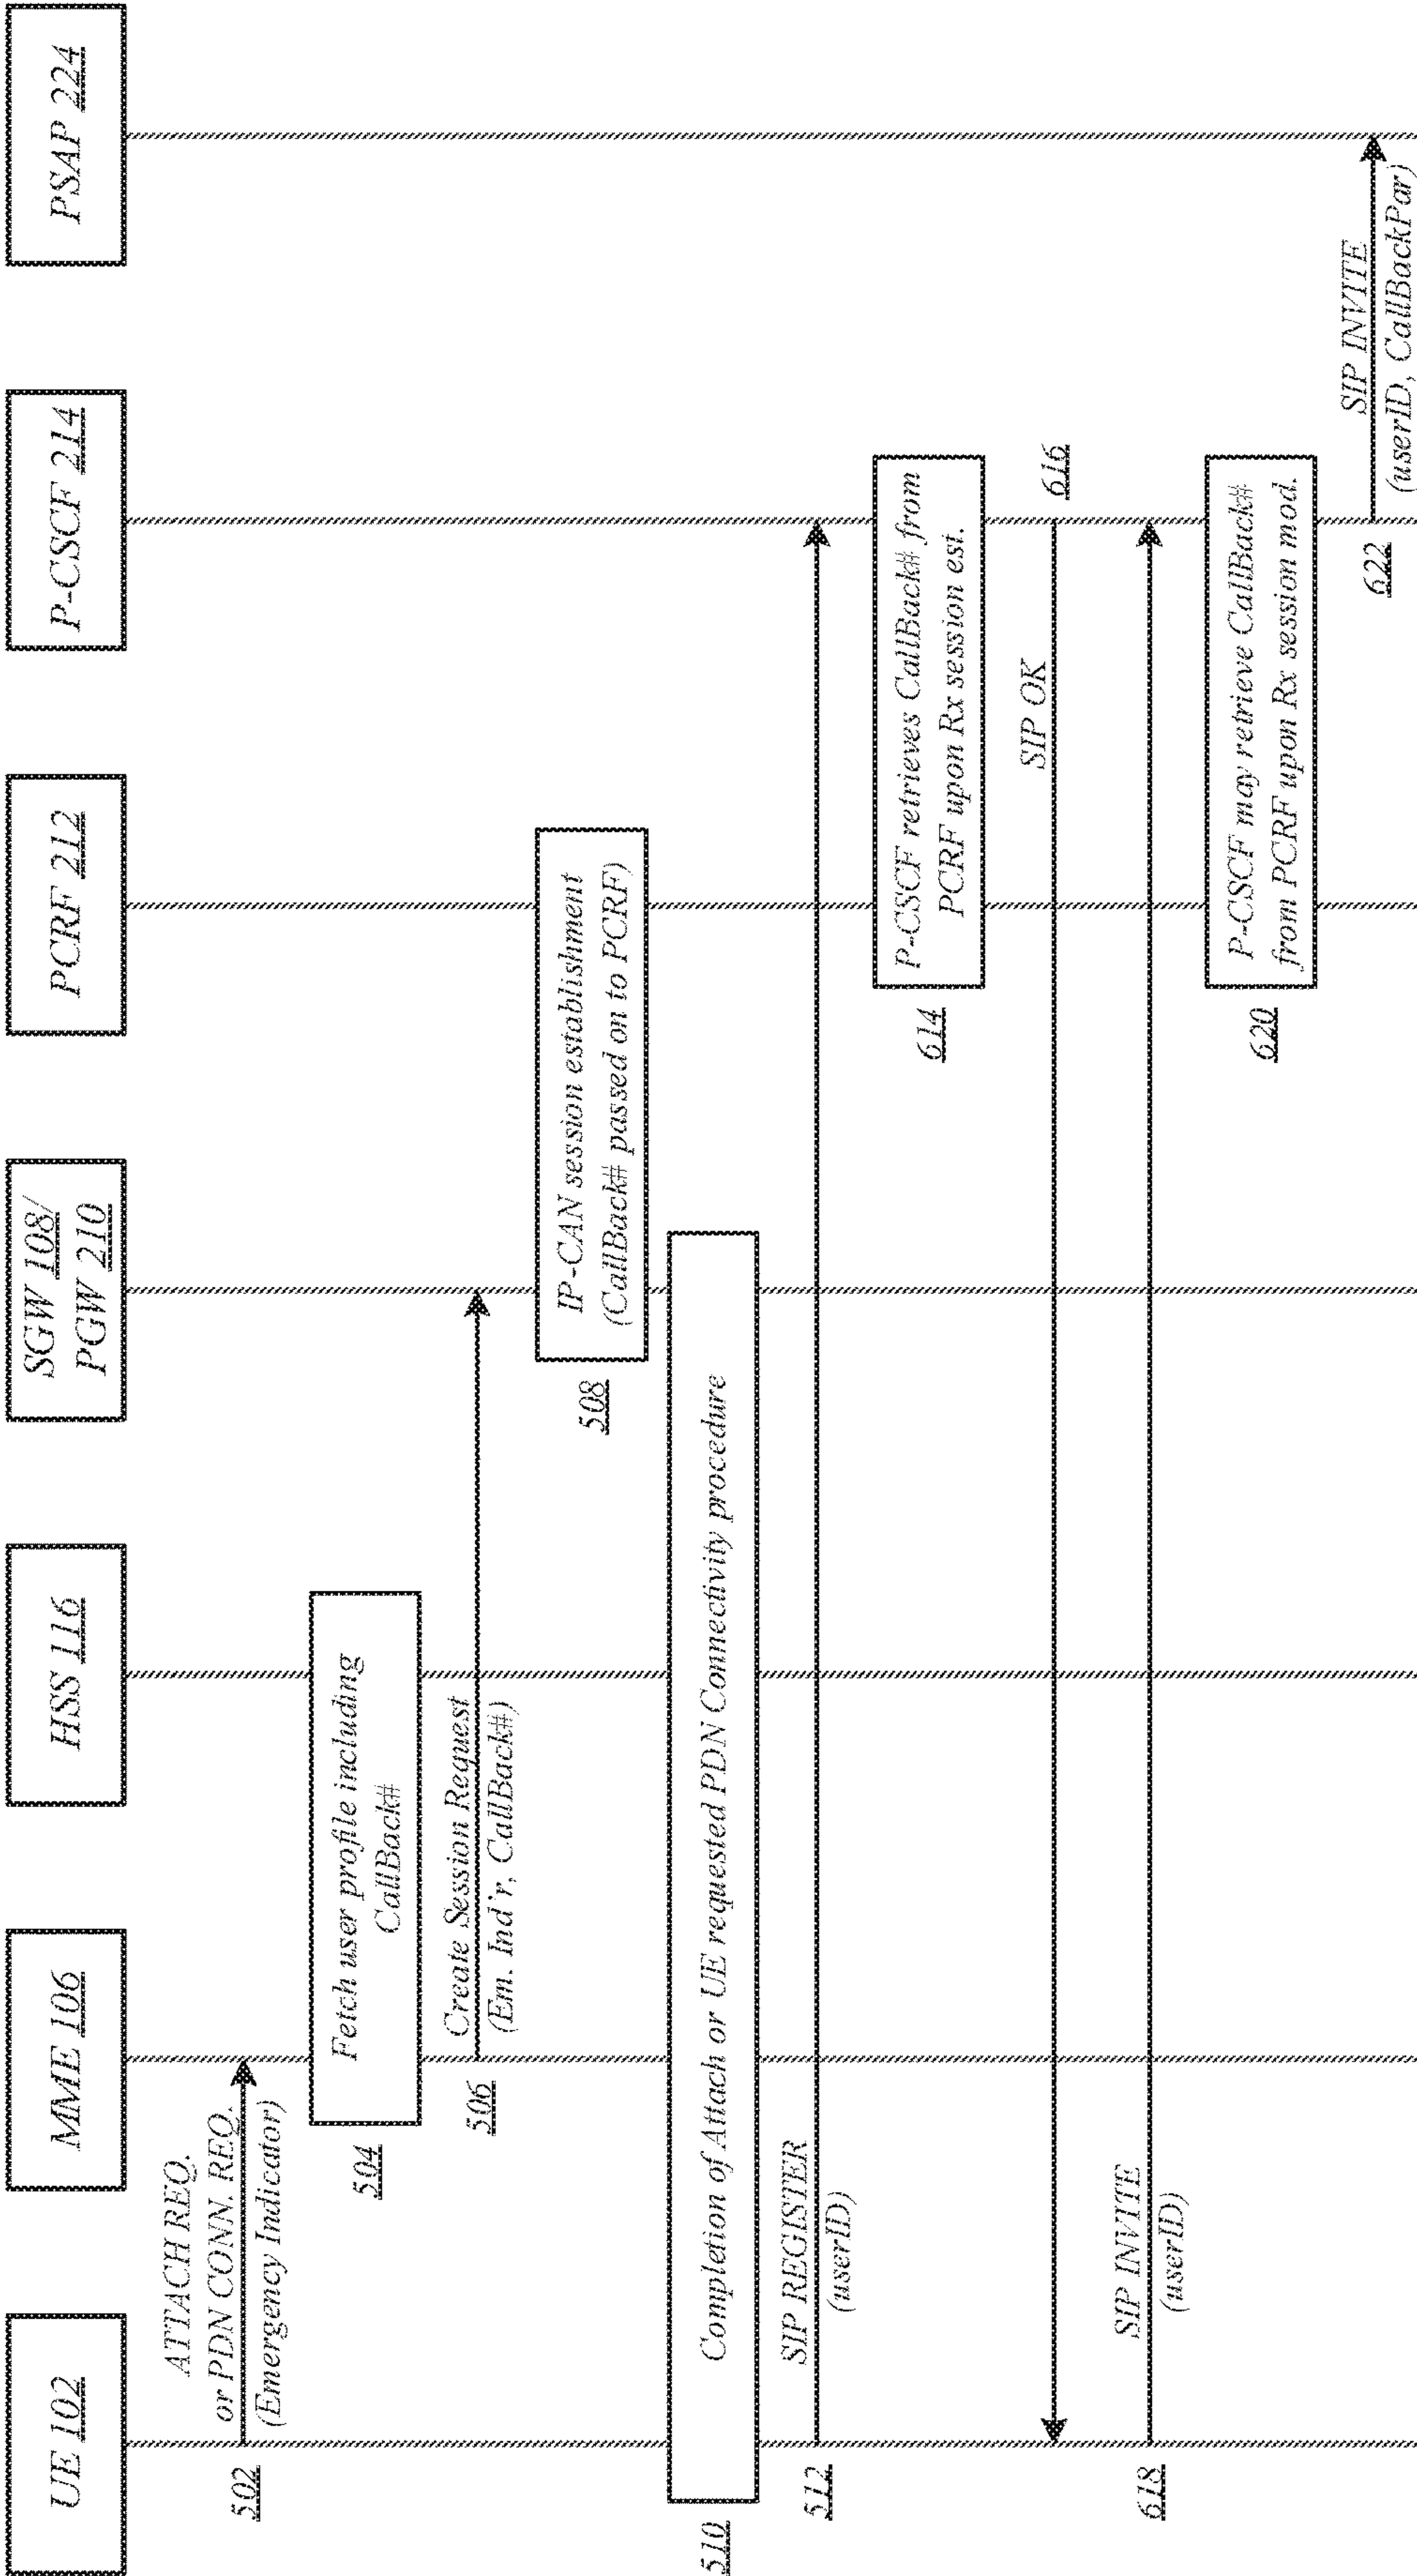 UE 102
MME 106
HSS 116
SGW 108/
PGW 210
PCRF 212
P-CSCF 214
PSAP 224
ATTACH REQ.
or PDN CONN. REQ.
(Emergency Indicator)
502
Fetch user profile including
CallBack#
504
Create Session Request
(Em. Ind'r, CallBack#)
506
IP-CAN session establishment
(CallBack# passed on to PCRF)
508
Completion of Attach or UE requested PDN Connectivity procedure
510
SIP REGISTER
(userID)
512
P-CSCF retrieves CallBack# from
PCRF upon Rx session est.
614
SIP OK
616
SIP INVITE
(userID)
618
P-CSCF may retrieve CallBack#
from PCRF upon Rx session mod.
620
SIP INVITE
(userID, CallBackPar)
622